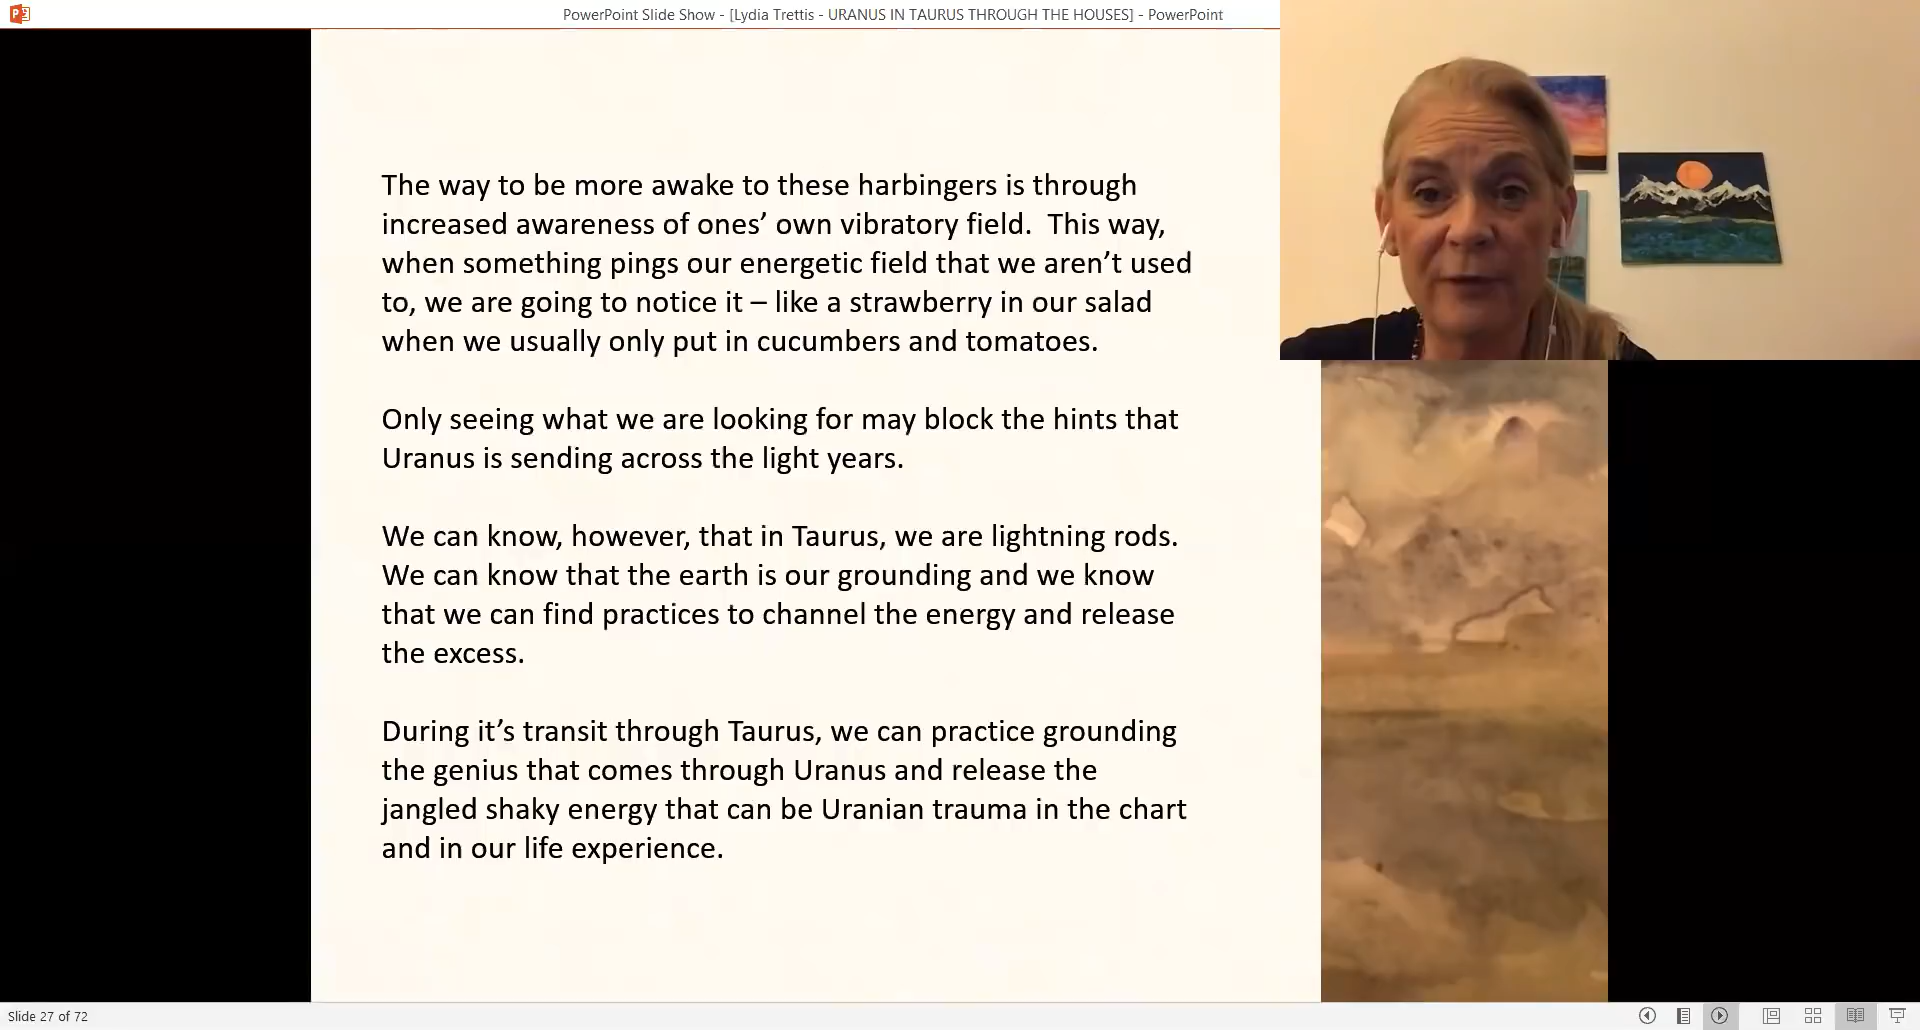 PowerPoint Slide Show - [Lydia Trettis - URANUS IN TAURUS THROUGH THE HOUSES] - PowerPoint
The way to be more awake to these harbingers is through
increased awareness of ones’ own vibratory field.  This way,
when something pings our energetic field that we aren’t used
to, we are going to notice it – like a strawberry in our salad
when we usually only put in cucumbers and tomatoes.
Only seeing what we are looking for may block the hints that
Uranus is sending across the light years.
We can know, however, that in Taurus, we are lightning rods.
We can know that the earth is our grounding and we know
that we can find practices to channel the energy and release
the excess.
During it’s transit through Taurus, we can practice grounding
the genius that comes through Uranus and release the
jangled shaky energy that can be Uranian trauma in the chart
and in our life experience.
Slide 27 of 72